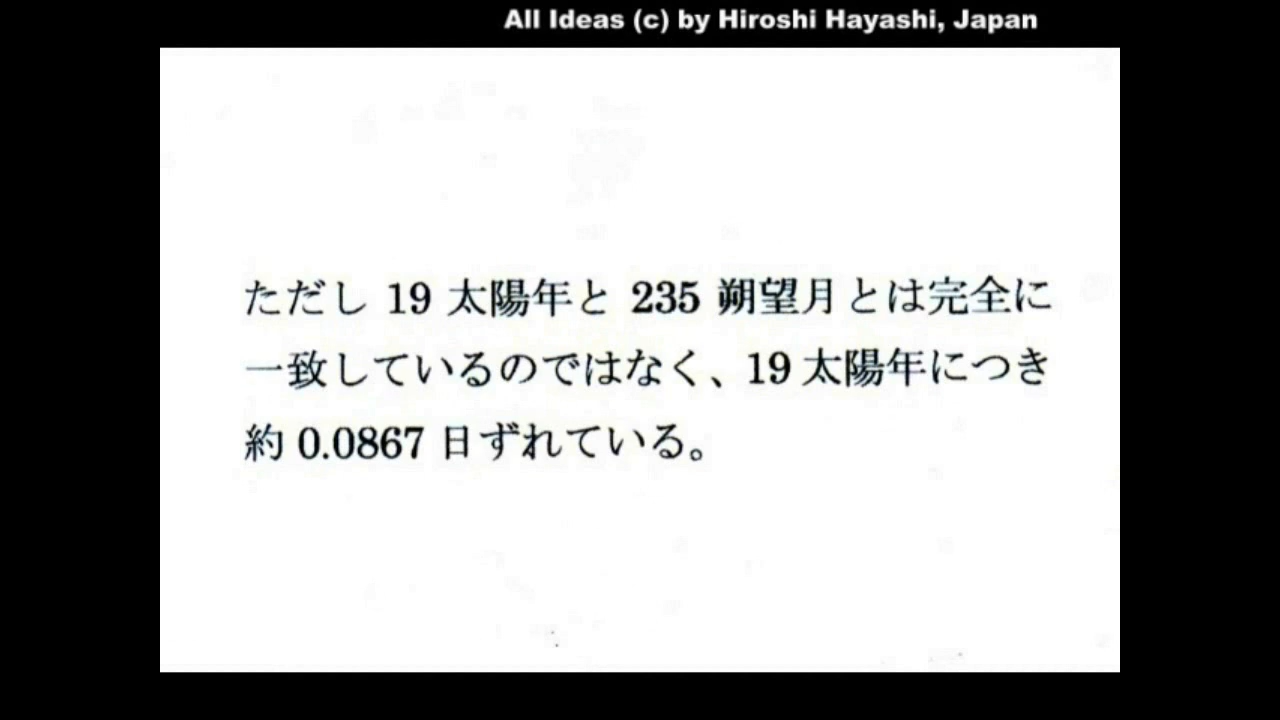 All Ideas (c) by Hiroshi Hayashi, Japan
ただし 19 太陽年と 235 朔望月とは完全に
一致しているのではなく、19 太陽年につき
約 0.0867 日ずれている。